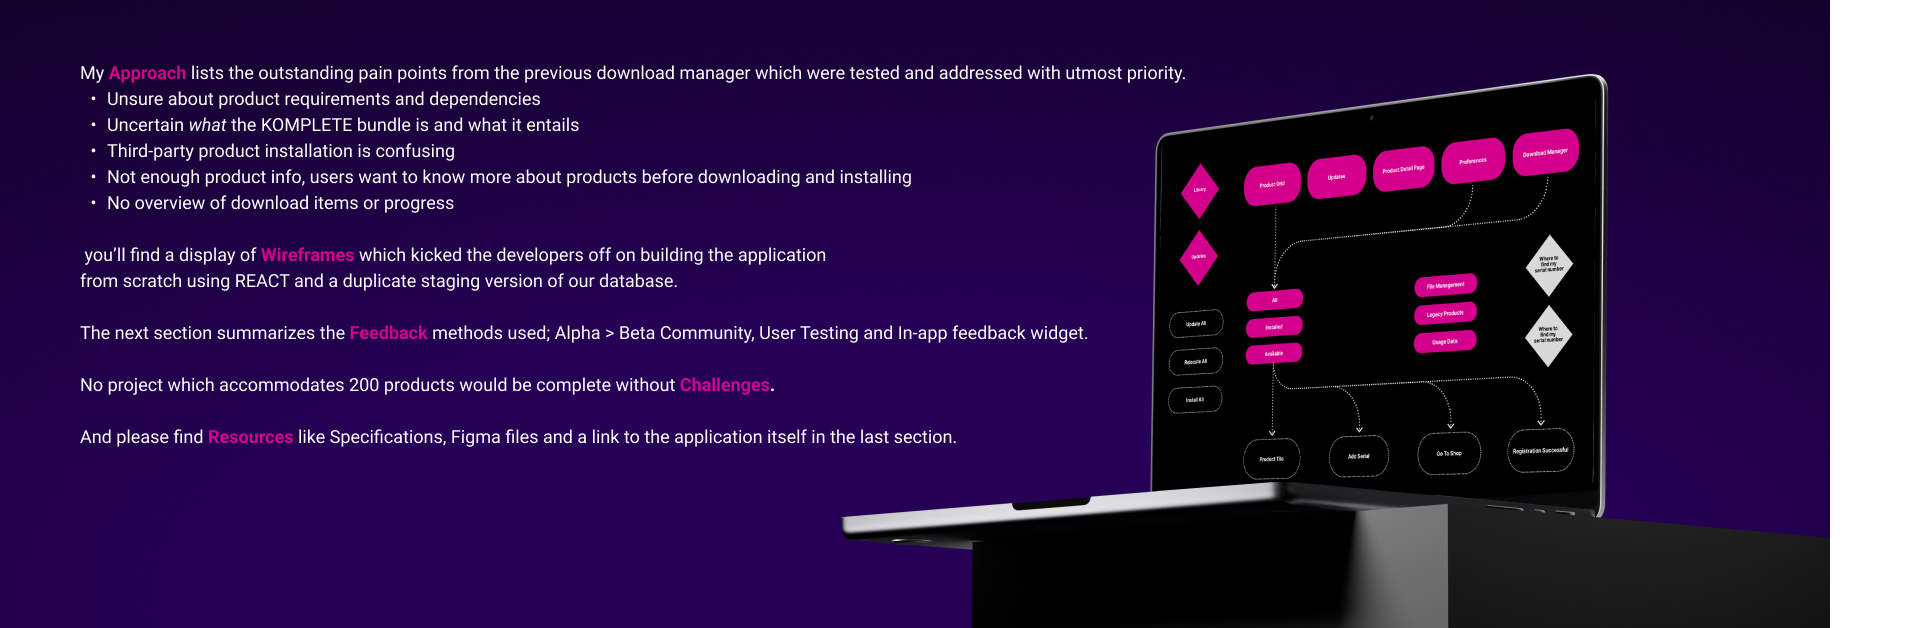 My Approach lists the outstanding pain points from the previous download manager which were tested and addressed with utmost priority.
• Unsure about product requirements and dependencies
• Uncertain what the KOMPLETE bundle is and what it entails
• Third-party product installation is confusing
• Not enough product info, users want to know more about products before downloading and installing
• No overview of download items or progress
you’ll find a display of Wireframes which kicked the developers off on building the application
from scratch using REACT and a duplicate staging version of our database.
The next section summarizes the Feedback methods used; Alpha > Beta Community, User Testing and In-app feedback widget.
No project which accommodates 200 products would be complete without Challenges.
And please find Resources like Specifications, Figma files and a link to the application itself in the last section.
Library
Product Grid
Updates
Product Detail Page
Preferences
Download Manager
Updates
Where to
find my
serial number
All
Installed
Available
File Management
Legacy Products
Usage Data
Where to
find my
serial number
Update All
Relocate All
Install All
Product Tile
Add Serial
Go To Shop
Registration Successful